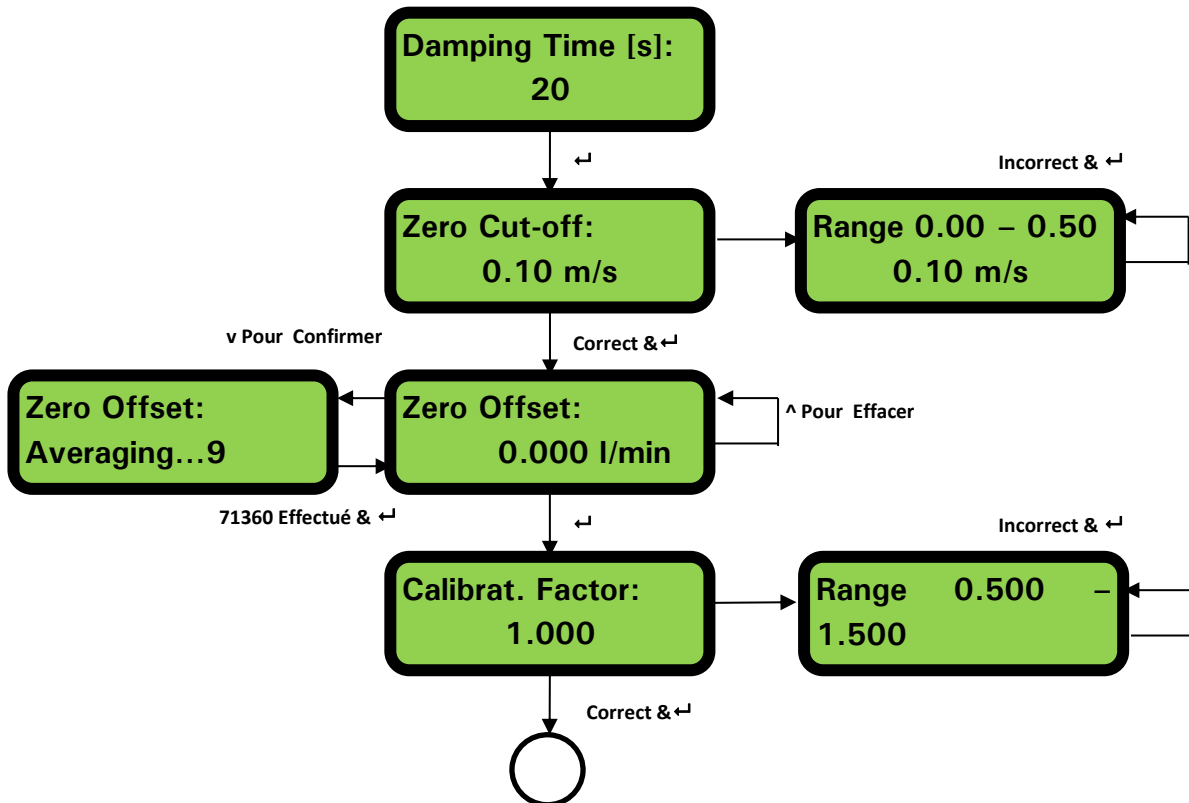 Damping Time [s]:
20
↵
Incorrect & ↵
Zero Cut-off:
0.10 m/s
Range 0.00 – 0.50
0.10 m/s
v Pour Confirmer
Correct & ↵
Zero Offset:
Averaging...9
Zero Offset:
0.000 l/min
^ Pour Effacer
71360 Effectué & ↵
↵
Incorrect & ↵
Calibrat. Factor:
1.000
Range 0.500 –
1.500
Correct & ↵